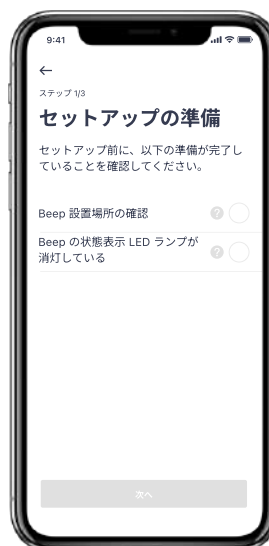 9:41
ステップ 1/3
セットアップの準備
セットアップ前に、以下の準備が完了し
ていることを確認してください。
Beep 設置場所の確認
?
Beep の状態表示 LED ランプが
消灯している
?
次へ